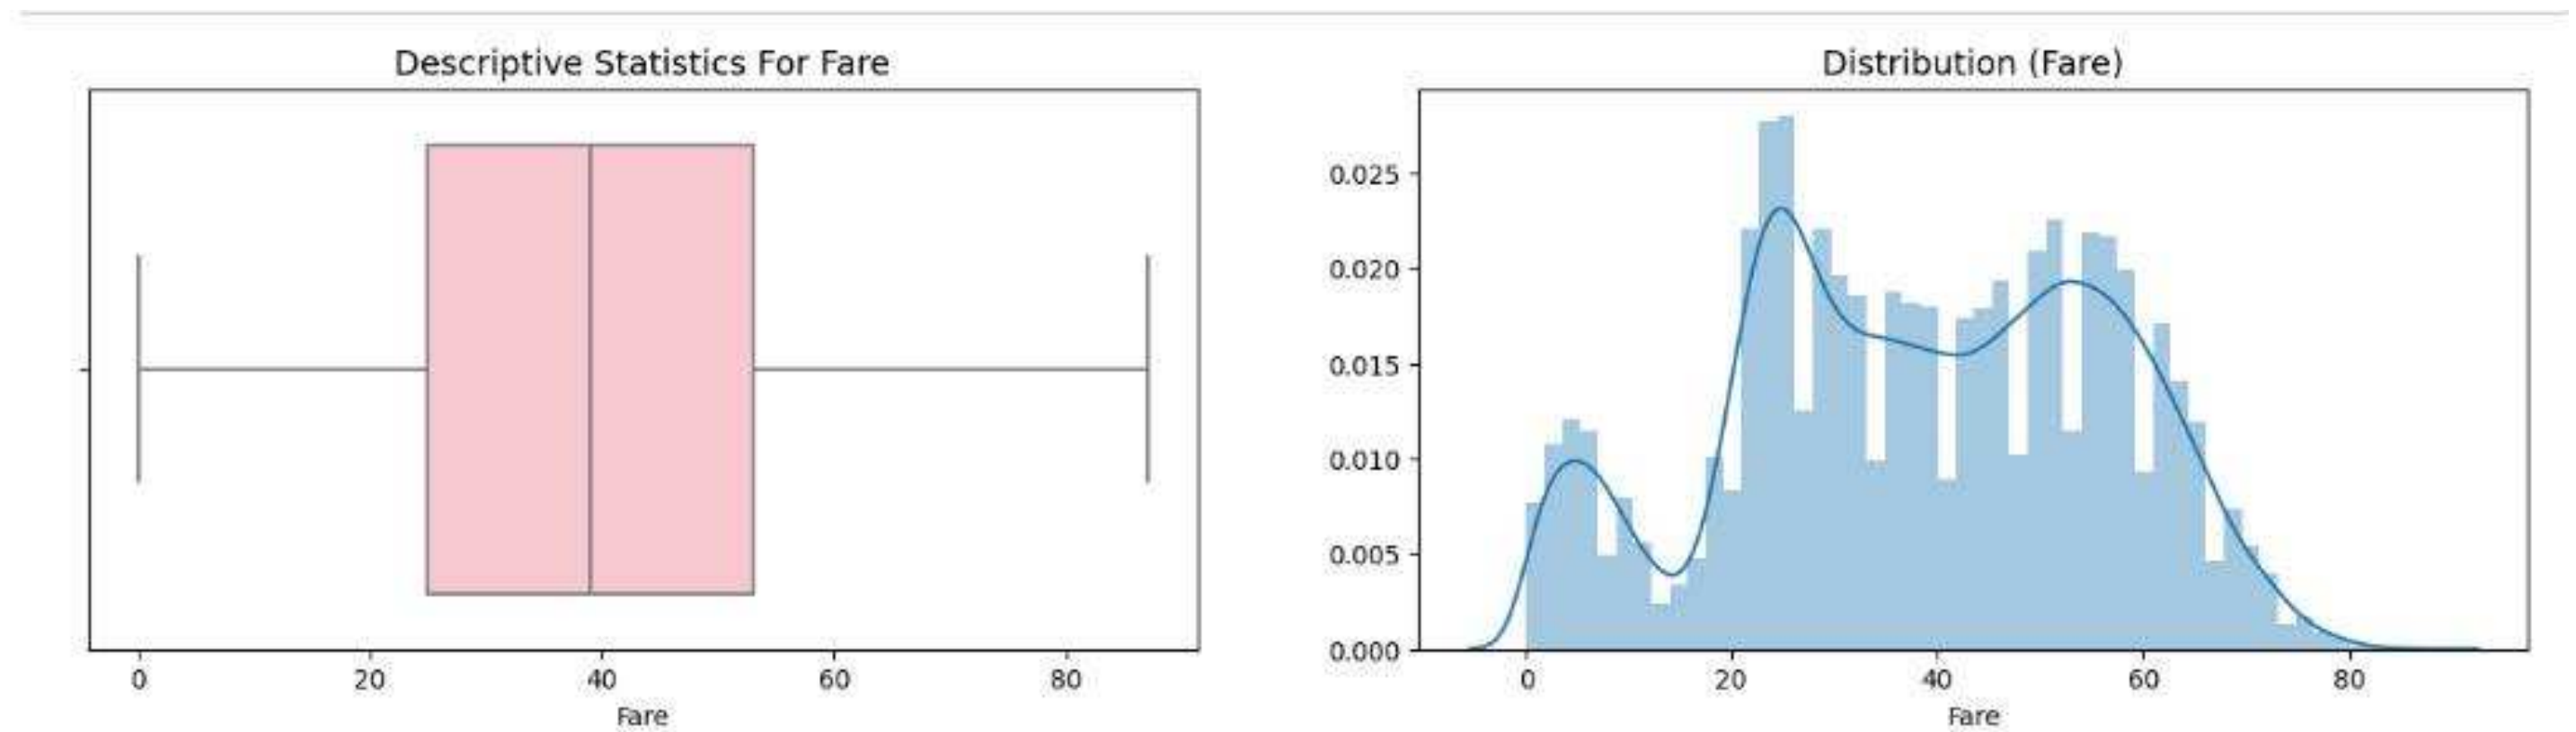 Descriptive Statistics For Fare
0 20 40 60 80
Fare
Distribution (Fare)
0.025
0.020
0.015
0.010
0.005
0.000
0 20 40 60 80
Fare